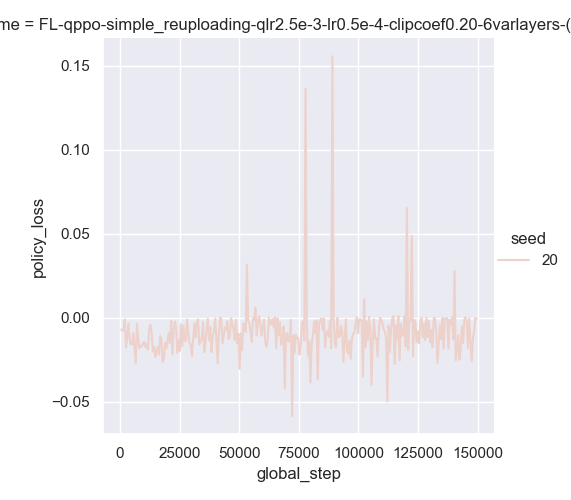 me = FL-qppo-simple_reuploading-qlr2.5e-3-lr0.5e-4-clipcoef0.20-6varlayers-(
0.15
0.10
0.05
0.00
−0.05
policy_loss
seed
20
0 25000 50000 75000 100000 125000 150000
global_step